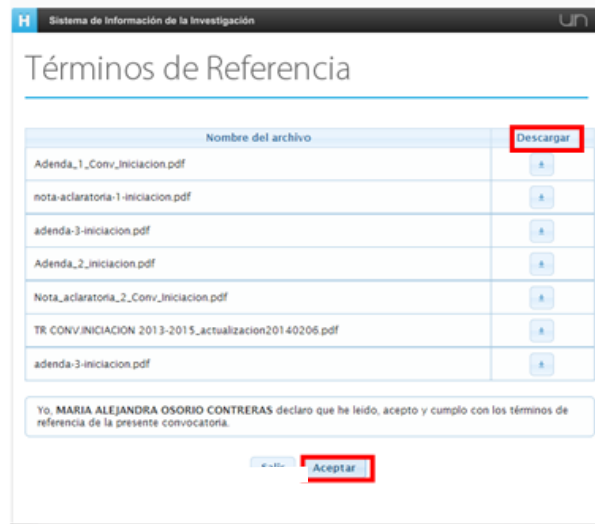 H Sistema de Información de la Investigación un
Términos de Referencia
Nombre del archivo Descargar
Adenda_1_Conv_Iniciacion.pdf
nota-aclaratoria-1-iniciacion.pdf
adenda-3-iniciacion.pdf
Adenda_2_iniciacion.pdf
Nota_aclaratoria_2_Conv_Iniciacion.pdf
TR CONV.INICIACION 2013-2015_actualizacion20140206.pdf
adenda-3-iniciacion.pdf
Yo, MARIA ALEJANDRA OSORIO CONTRERAS declaro que he leido, acepto y cumplo con los términos de
referencia de la presente convocatoria.
Aceptar